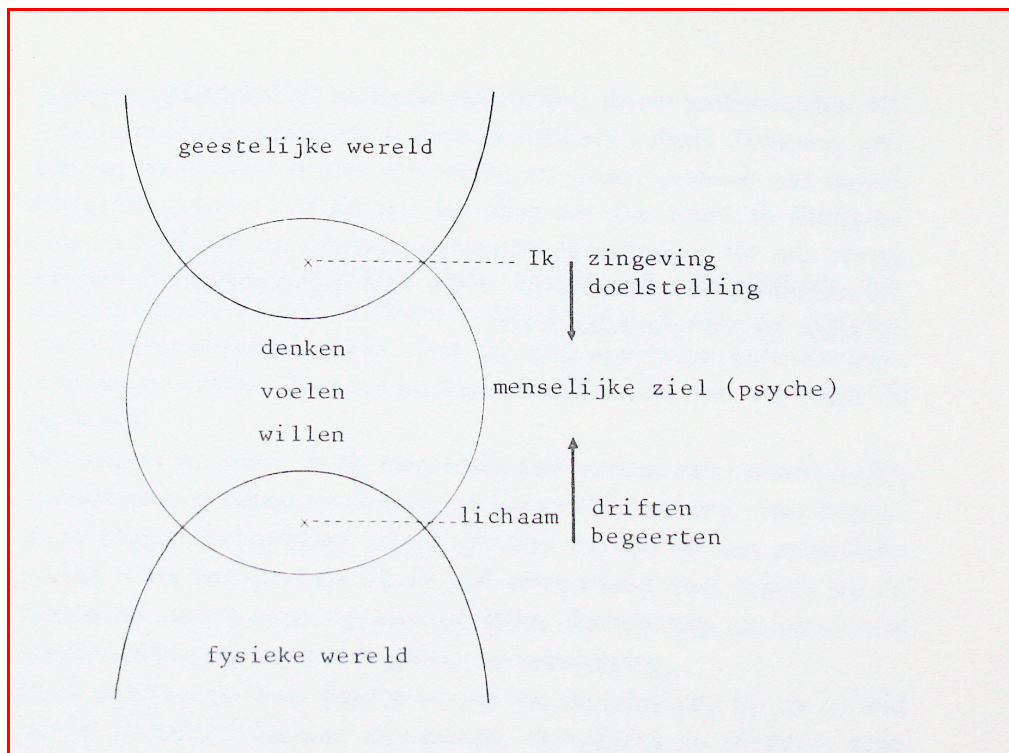 geestelijke wereld
Ik zingeving
doelstelling
denken
voelen
menselijke ziel (psyche)
willen
lichaam driften
begeerten
fysieke wereld